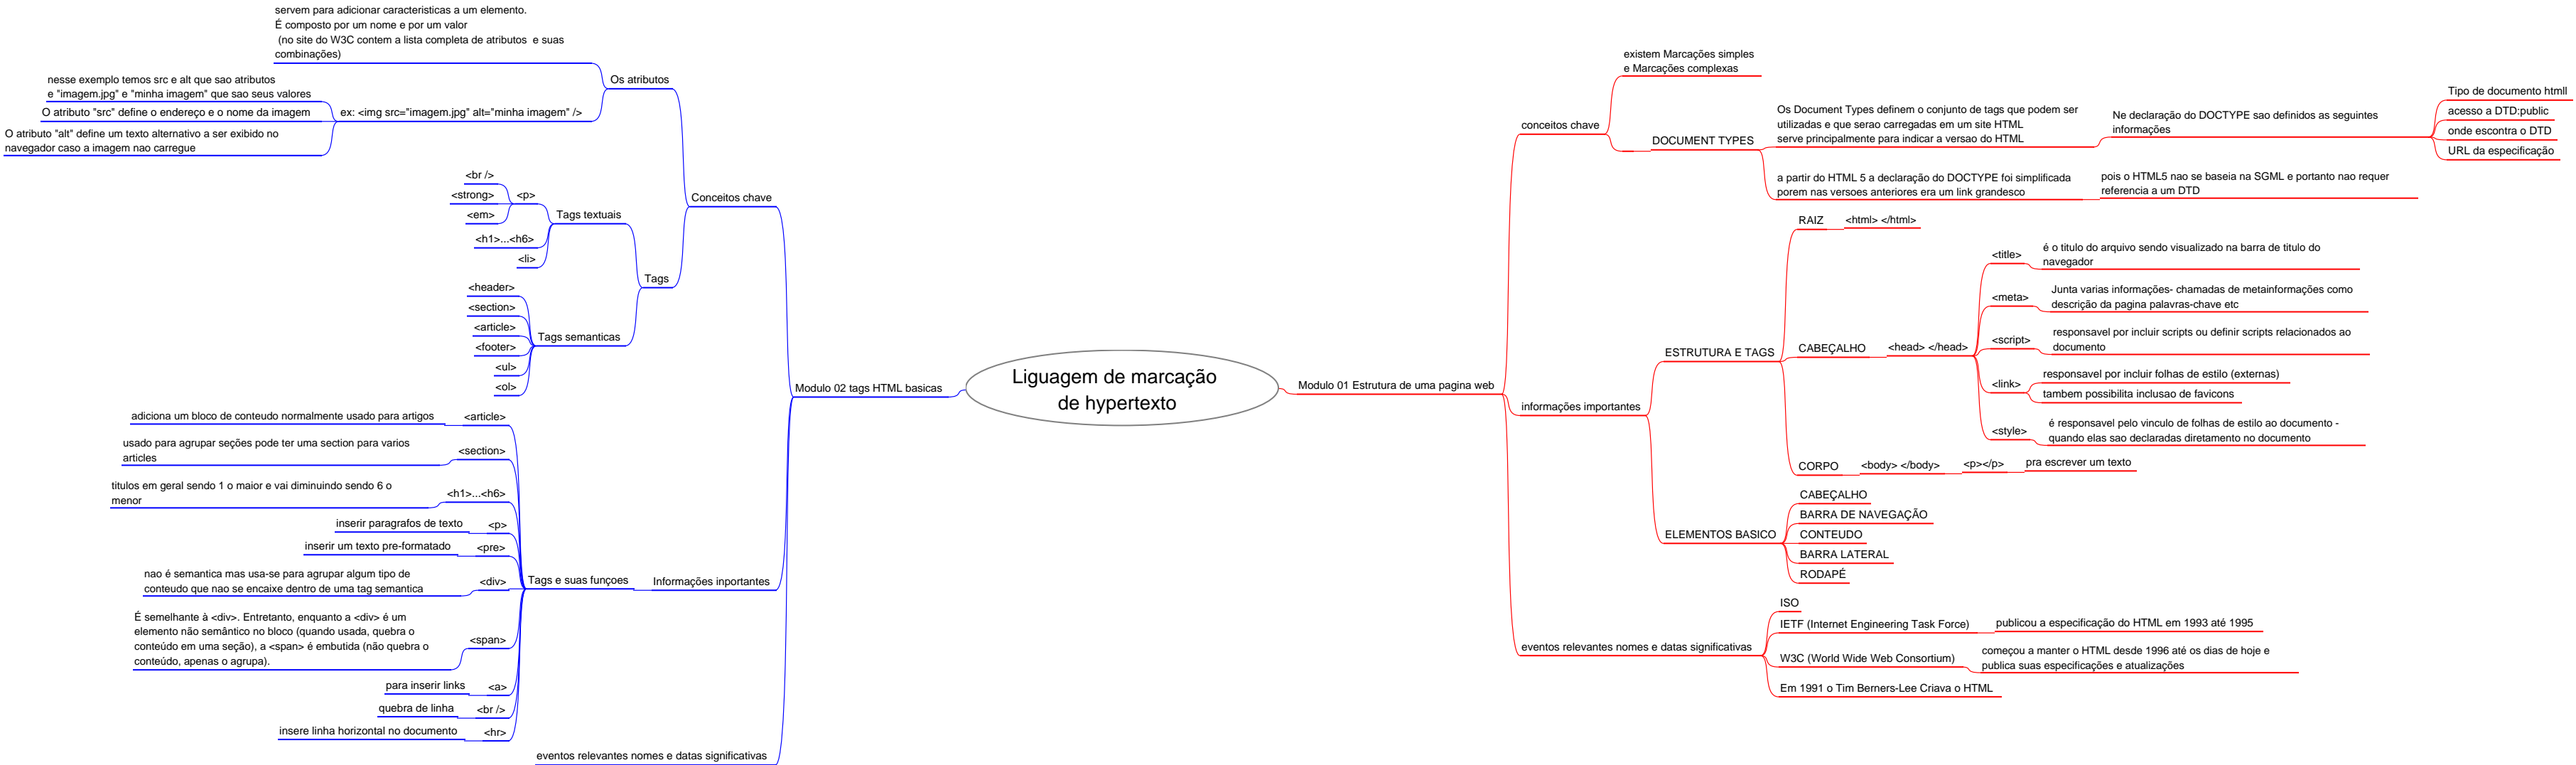 Liguagem de marcação
de hypertexto
Modulo 01 Estrutura de uma pagina web
conceitos chave
existem Marcações simples
e Marcações complexas
DOCUMENT TYPES
Os Document Types definem o conjunto de tags que podem ser
utilizadas e que serao carregadas em um site HTML
serve principalmente para indicar a versao do HTML
Ne declaração do DOCTYPE sao definidos as seguintes
informações
Tipo de documento htmll
acesso a DTD:public
onde escontra o DTD
URL da especificação
a partir do HTML 5 a declaração do DOCTYPE foi simplificada
porem nas versoes anteriores era um link grandesco
pois o HTML5 nao se baseia na SGML e portanto nao requer
referencia a um DTD
informações importantes
ESTRUTURA E TAGS
RAIZ
<html> </html>
CABEÇALHO
<head> </head>
<title>
é o titulo do arquivo sendo visualizado na barra de titulo do
navegador
<meta>
Junta varias informações- chamadas de metainformações como
descrição da pagina palavras-chave etc
<script>
responsavel por incluir scripts ou definir scripts relacionados ao
documento
<link>
responsavel por incluir folhas de estilo (externas)
tambem possibilita inclusao de favicons
<style>
é responsavel pelo vinculo de folhas de estilo ao documento -
quando elas sao declaradas diretamento no documento
CORPO
<body> </body>
<p></p>
pra escrever um texto
ELEMENTOS BASICO
CABEÇALHO
BARRA DE NAVEGAÇÃO
CONTEUDO
BARRA LATERAL
RODAPÉ
eventos relevantes nomes e datas significativas
ISO
IETF (Internet Engineering Task Force)
publicou a especificação do HTML em 1993 até 1995
W3C (World Wide Web Consortium)
começou a manter o HTML desde 1996 até os dias de hoje e
publica suas especificações e atualizações
Em 1991 o Tim Berners-Lee Criava o HTML
Modulo 02 tags HTML basicas
Conceitos chave
Os atributos
servem para adicionar caracteristicas a um elemento.
É composto por um nome e por um valor
(no site do W3C contem a lista completa de atributos e suas
combinações)
ex: <img src="imagem.jpg" alt="minha imagem" />
nesse exemplo temos src e alt que sao atributos
e "imagem.jpg" e "minha imagem" que sao seus valores
O atributo "src" define o endereço e o nome da imagem
O atributo "alt" define um texto alternativo a ser exibido no
navegador caso a imagem nao carregue
Tags
Tags textuais
<p>
<br />
<strong>
<em>
<h1>...<h6>
<li>
Tags semanticas
<header>
<section>
<article>
<footer>
<ul>
<ol>
Informações inportantes
Tags e suas funçoes
<article>
adiciona um bloco de conteudo normalmente usado para artigos
<section>
usado para agrupar seções pode ter uma section para varios
articles
<h1>...<h6>
titulos em geral sendo 1 o maior e vai diminuindo sendo 6 o
menor
<p>
inserir paragrafos de texto
<pre>
inserir um texto pre-formatado
<div>
nao é semantica mas usa-se para agrupar algum tipo de
conteudo que nao se encaixe dentro de uma tag semantica
<span>
É semelhante à <div>. Entretanto, enquanto a <div> é um
elemento não semântico no bloco (quando usada, quebra o
conteúdo em uma seção), a <span> é embutida (não quebra o
conteúdo, apenas o agrupa).
<a>
para inserir links
<br />
quebra de linha
<hr>
insere linha horizontal no documento
eventos relevantes nomes e datas significativas